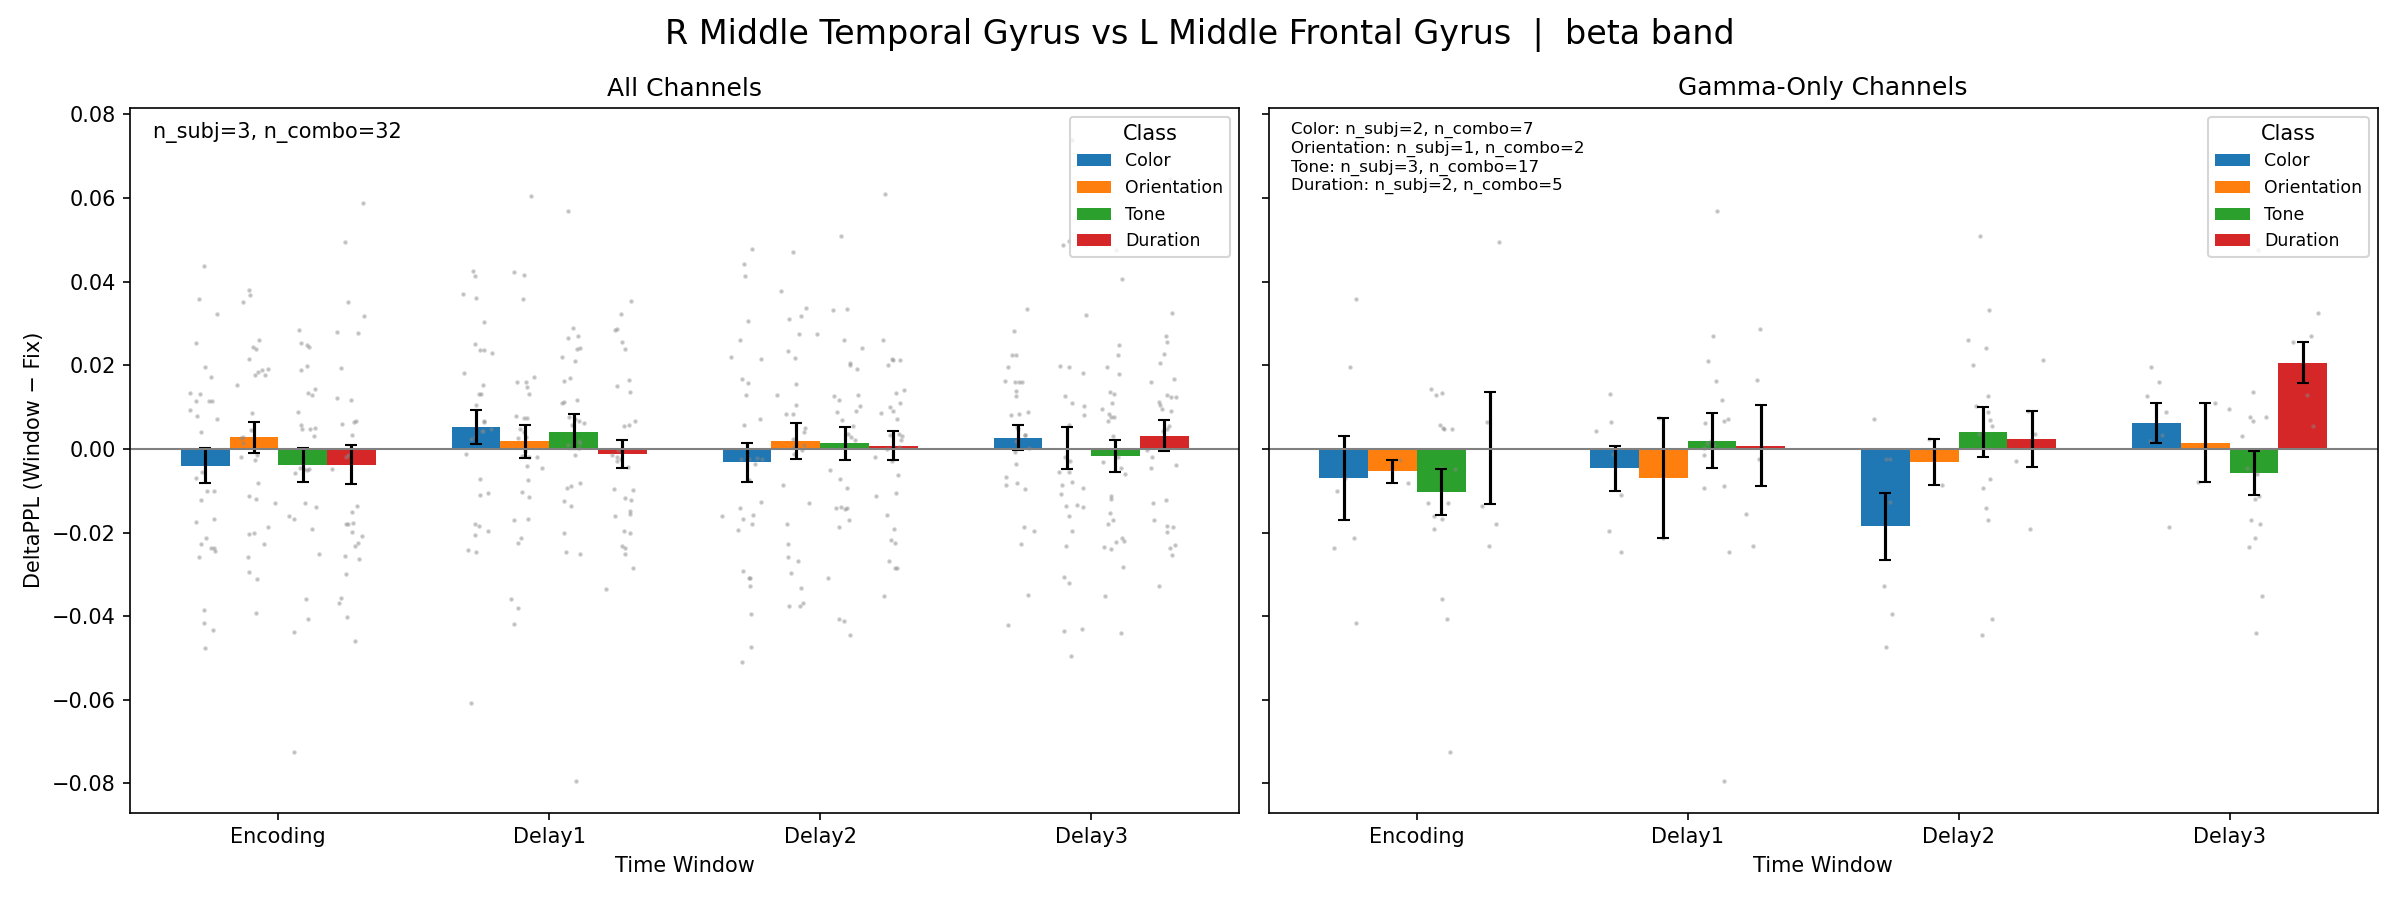 R Middle Temporal Gyrus vs L Middle Frontal Gyrus | beta band
All Channels
n_subj=3, n_combo=32
Class
Color
Orientation
Tone
Duration
DeltaPPL (Window − Fix)
0.08
0.06
0.04
0.02
0.00
−0.02
−0.04
−0.06
−0.08
Encoding
Delay1
Delay2
Delay3
Time Window
Gamma-Only Channels
Color: n_subj=2, n_combo=7
Orientation: n_subj=1, n_combo=2
Tone: n_subj=3, n_combo=17
Duration: n_subj=2, n_combo=5
Class
Color
Orientation
Tone
Duration
Encoding
Delay1
Delay2
Delay3
Time Window